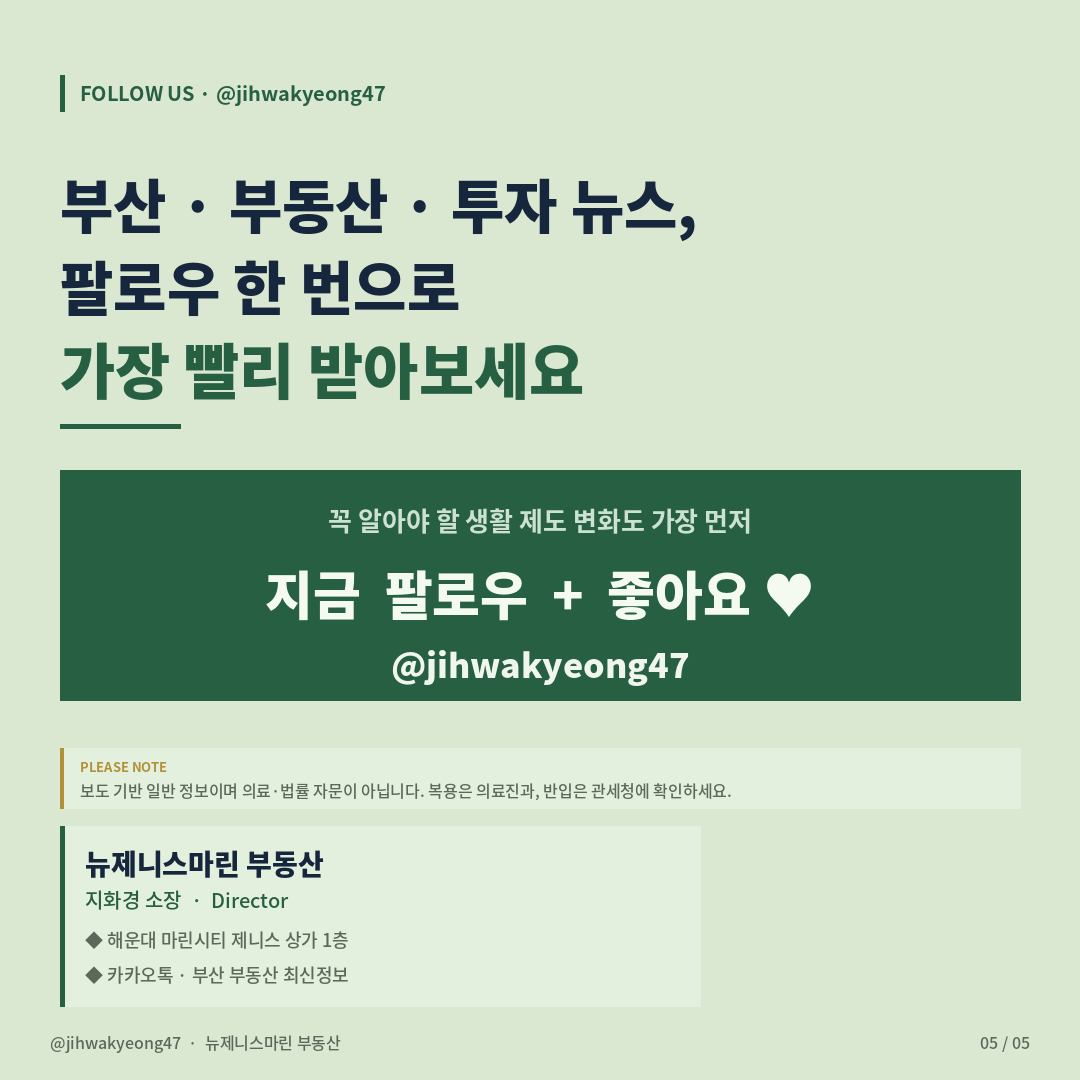 FOLLOW US · @jihwakyeong47
부산 · 부동산 · 투자 뉴스,
팔로우 한 번으로
가장 빨리 받아보세요
꼭 알아야 할 생활 제도 변화도 가장 먼저
지금 팔로우 + 좋아요 ♥
@jihwakyeong47
PLEASE NOTE
보도 기반 일반 정보이며 의료·법률 자문이 아닙니다. 복용은 의료진과, 반입은 관세청에 확인하세요.
뉴제니스마린 부동산
지화경 소장 · Director
◆ 해운대 마린시티 제니스 상가 1층
◆ 카카오톡 · 부산 부동산 최신정보
@jihwakyeong47 · 뉴제니스마린 부동산
05 / 05